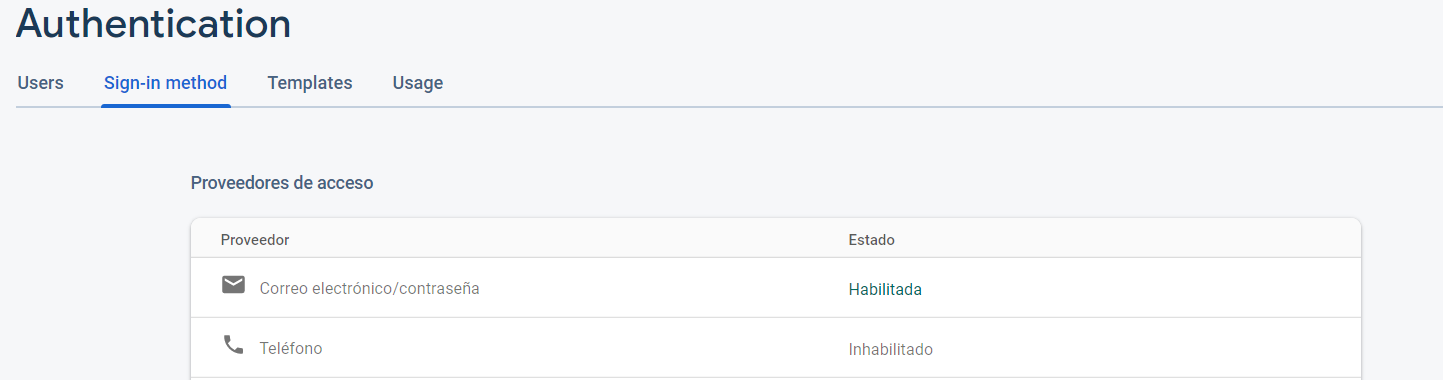 Authentication
Users Sign-in method Templates Usage
Proveedores de acceso
Proveedor Estado
Correo electrónico/contraseña Habilitada
Teléfono Inhabilitado